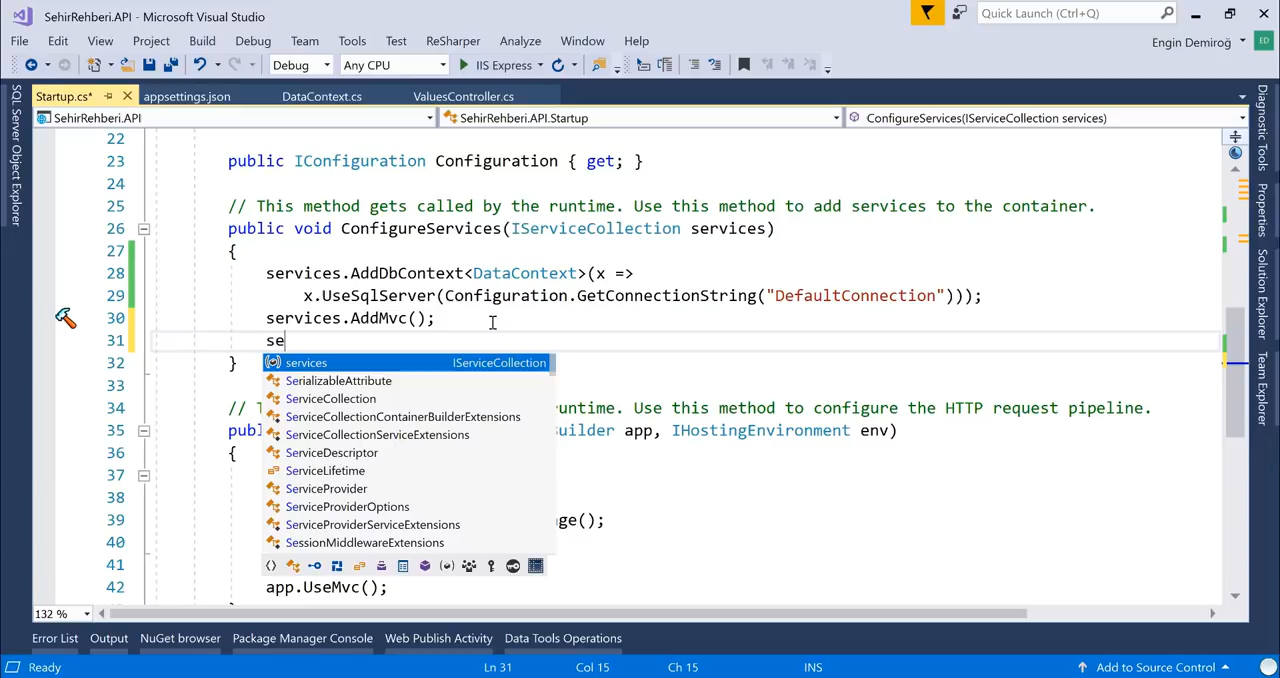 SehirRehberi.API - Microsoft Visual Studio
Quick Launch (Ctrl+Q)
File Edit View Project Build Debug Team Tools Test ReSharper Analyze Window Help
Engin Demiroğ
ED
Debug Any CPU IIS Express
Startup.cs* appsettings.json DataContext.cs ValuesController.cs
SehirRehberi.API SehirRehberi.API.Startup ConfigureServices(IServiceCollection services)
SQL Server Object Explorer
Diagnostic Tools
Properties
Solution Explorer
Team Explorer
22
23 public IConfiguration Configuration { get; }
24
25 // This method gets called by the runtime. Use this method to add services to the container.
26 public void ConfigureServices(IServiceCollection services)
27 {
28 services.AddDbContext<DataContext>(x =>
29 x.UseSqlServer(Configuration.GetConnectionString("DefaultConnection")));
30 services.AddMvc();
31 se
32 }
33
34 // T untime. Use this method to configure the HTTP request pipeline.
35 pub uilder app, IHostingEnvironment env)
36 {
37
38
39 ge();
40
41
42 app.UseMvc();
services IServiceCollection
SerializableAttribute
ServiceCollection
ServiceCollectionContainerBuilderExtensions
ServiceCollectionServiceExtensions
ServiceDescriptor
ServiceLifetime
ServiceProvider
ServiceProviderOptions
ServiceProviderServiceExtensions
SessionMiddlewareExtensions
132 %
Error List Output NuGet browser Package Manager Console Web Publish Activity Data Tools Operations
Ready Ln 31 Col 15 Ch 15 INS Add to Source Control